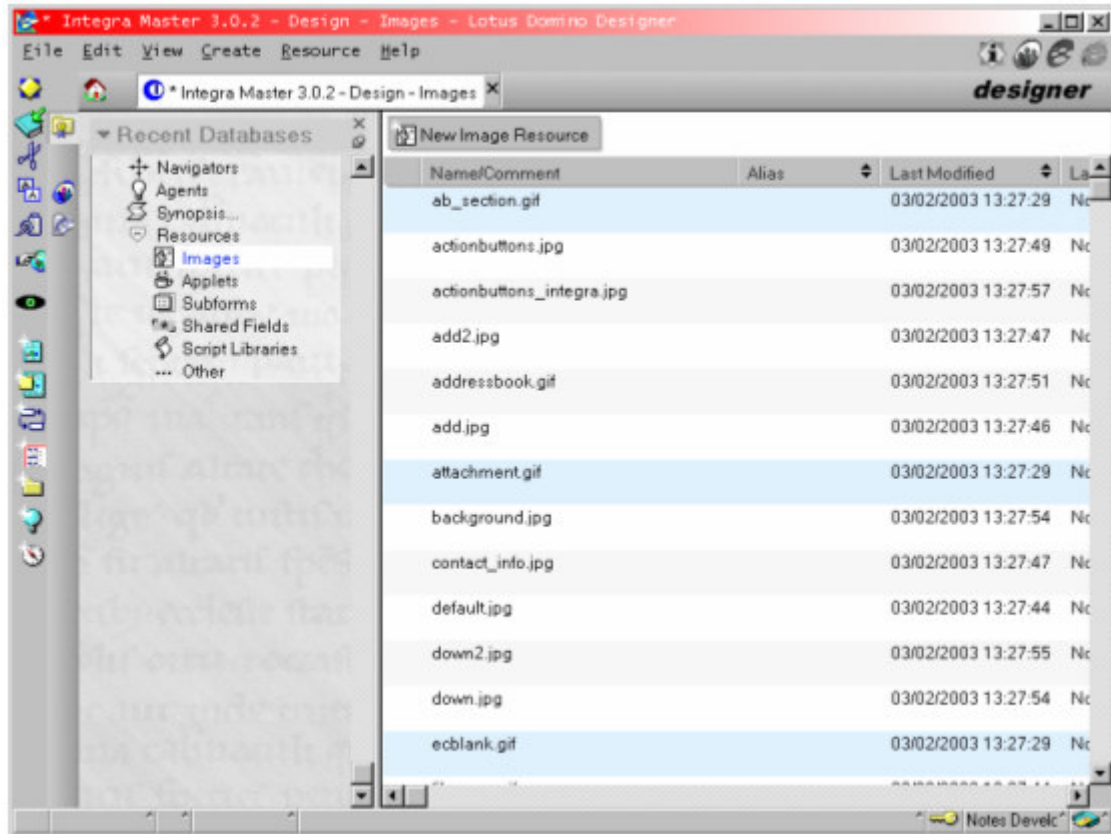 * Integra Master 3.0.2 - Design - Images - Lotus Domino Designer
File Edit View Create Resource Help
* Integra Master 3.0.2 - Design - Images
designer
Recent Databases
New Image Resource
Navigators
Agents
Synopsis...
Resources
Images
Applets
Subforms
Shared Fields
Script Libraries
Other
Name/Comment Alias Last Modified La
ab_section.gif 03/02/2003 13:27:29
actionbuttons.jpg 03/02/2003 13:27:49
actionbuttons_integra.jpg 03/02/2003 13:27:57
add2.jpg 03/02/2003 13:27:47
addressbook.gif 03/02/2003 13:27:51
add.jpg 03/02/2003 13:27:46
attachment.gif 03/02/2003 13:27:29
background.jpg 03/02/2003 13:27:54
contact_info.jpg 03/02/2003 13:27:47
default.jpg 03/02/2003 13:27:44
down2.jpg 03/02/2003 13:27:55
down.jpg 03/02/2003 13:27:54
ecblank.gif 03/02/2003 13:27:29
Notes Develc